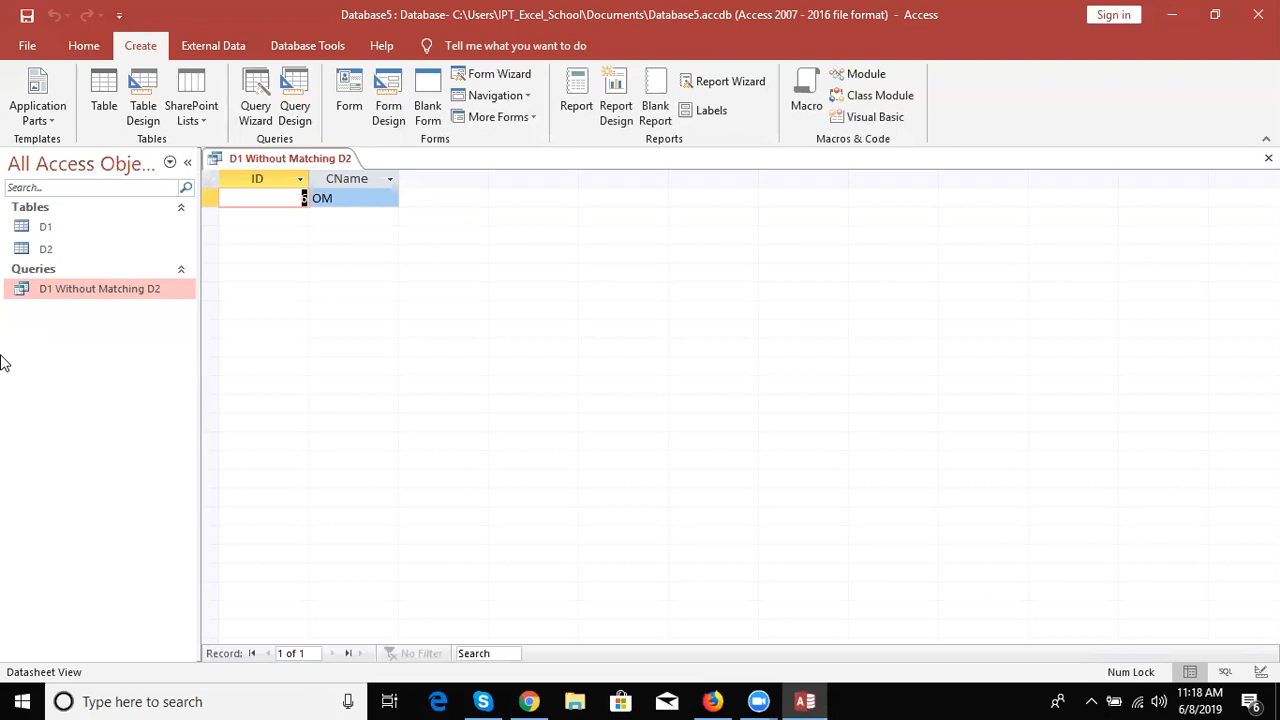 Database5 : Database- C:\Users\IPT_Excel_School\Documents\Database5.accdb (Access 2007 - 2016 file format) - Access
Sign in
File Home Create External Data Database Tools Help Tell me what you want to do
Application Parts
Templates
Table
Table Design
SharePoint Lists
Tables
Query Wizard
Query Design
Queries
Form
Form Design
Blank Form
Form Wizard
Navigation
More Forms
Forms
Report
Report Design
Blank Report
Report Wizard
Labels
Reports
Macro
Module
Class Module
Visual Basic
Macros & Code
All Access Obje...
Search...
Tables
D1
D2
Queries
D1 Without Matching D2
D1 Without Matching D2
ID CName
6 OM
Record: 1 of 1 No Filter Search
Datasheet View
Num Lock
SQL
Type here to search
11:18 AM
6/8/2019
6